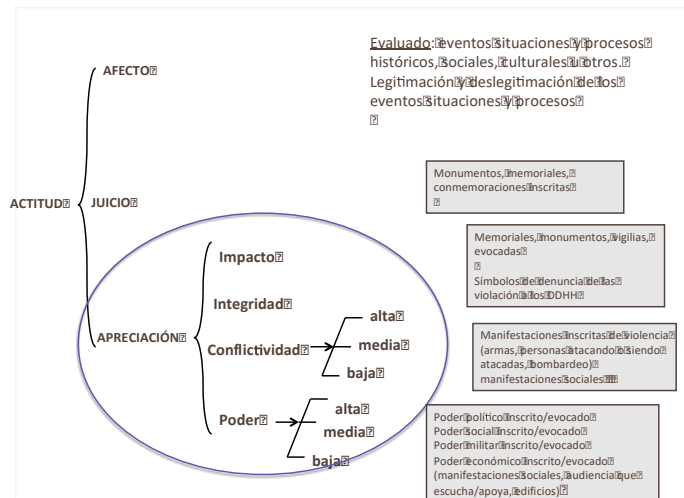 Evaluado: eventos situaciones y procesos
históricos, sociales, culturales u otros.
Legitimación y deslegitimación de los
eventos situaciones y procesos
AFECTO
ACTITUD
JUICIO
APRECIACIÓN
Impacto
Integridad
Conflictividad
alta
media
baja
Poder
alta
media
baja
Monumentos, memoriales,
conmemoraciones inscritas
Memoriales, monumentos, vigilias,
evocadas
Símbolos de denuncia de las
violación a los DDHH
Manifestaciones inscritas de violencia
(armas, personas atacando o siendo
atacadas, bombardeo)
manifestaciones sociales
Poder político inscrito/evocado
Poder social inscrito/evocado
Poder militar inscrito/evocado
Poder económico inscrito/evocado
(manifestaciones sociales, audiencia que
escucha/apoya, edificios)